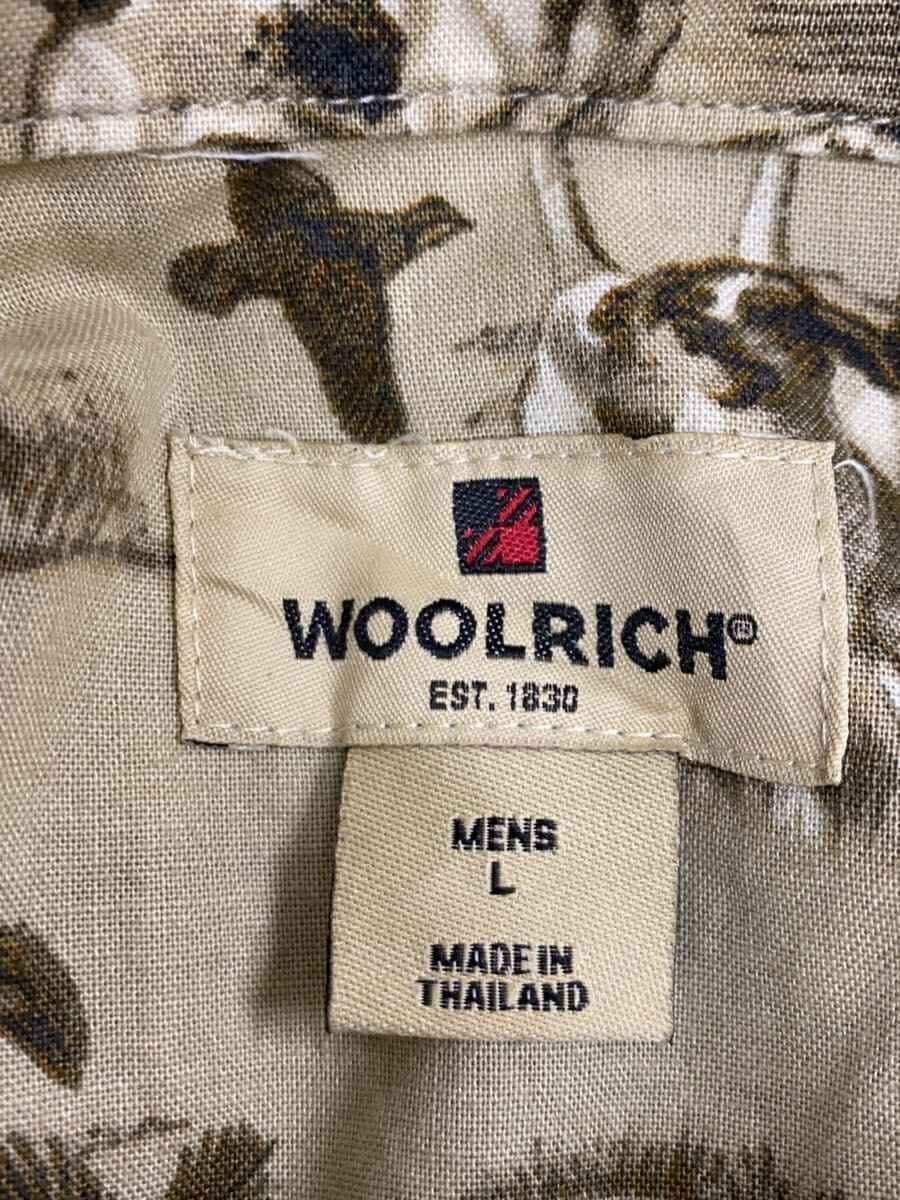 WOOLRICH®
EST. 1830
MENS
L
MADE IN
THAILAND